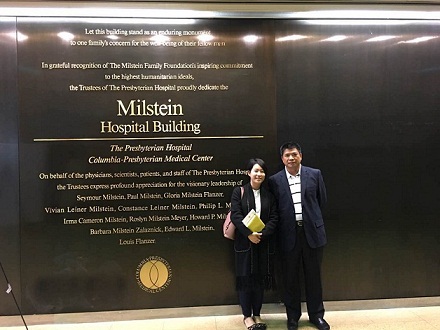 Let this building stand as an enduring monument
to one family's concern for the well-being of their fellow men
In grateful recognition of The Milstein Family Foundation's inspiring commitment
to the highest humanitarian ideals,
the Trustees of The Presbyterian Hospital proudly dedicate the
Milstein
Hospital Building
The Presbyterian Hospital
Columbia-Presbyterian Medical Center
On behalf of the physicians, scientists, patients, and staff of The Presbyterian Hosp
the Trustees express profound appreciation for the visionary leadership of
Seymour Milstein, Paul Milstein, Gloria Milstein Flanzer,
Vivian Leiner Milstein, Constance Leiner Milstein, Philip L. M
Irma Cameron Milstein, Roslyn Milstein Meyer, Howard P. Mil
Barbara Milstein Zalaznick, Edward L. Milstein,
Louis Flanzer.